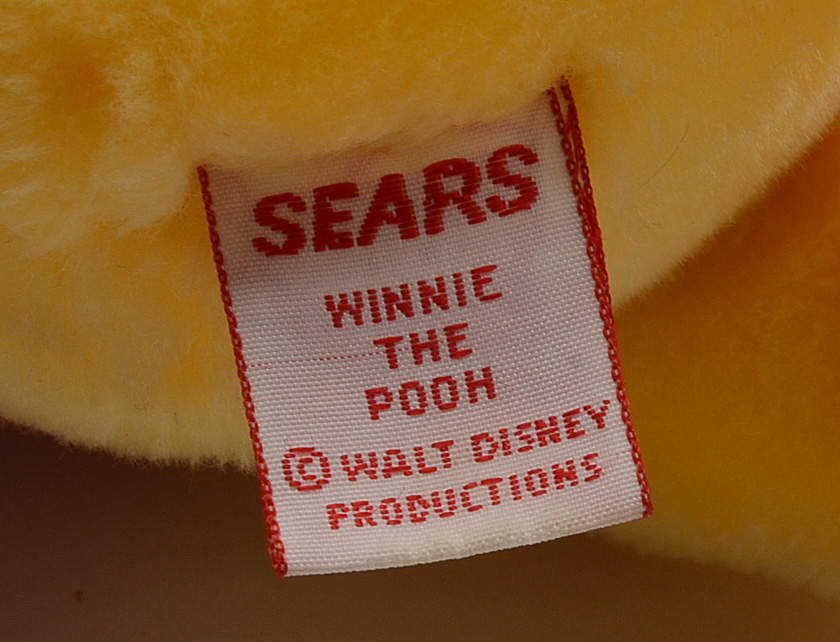 SEARS
WINNIE
THE
POOH
© WALT DISNEY
PRODUCTIONS